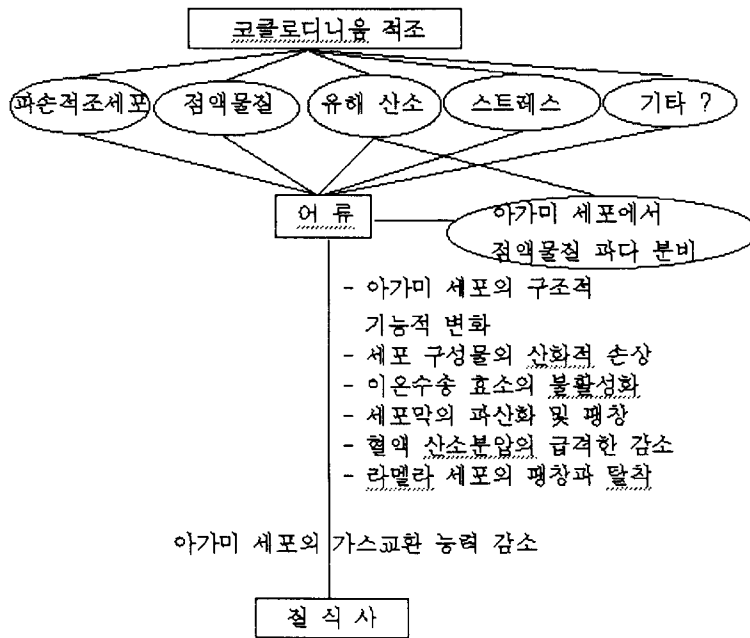 코클로디니움 적조
파손적조세포 점액물질 유해 산소 스트레스 기타 ?
어 류
아가미 세포에서
점액물질 과다 분비
- 아가미 세포의 구조적
기능적 변화
- 세포 구성물의 산화적 손상
- 이온수송 효소의 불활성화
- 세포막의 과산화 및 팽창
- 혈액 산소분압의 급격한 감소
- 라멜라 세포의 팽창과 탈착
아가미 세포의 가스교환 능력 감소
질 식 사